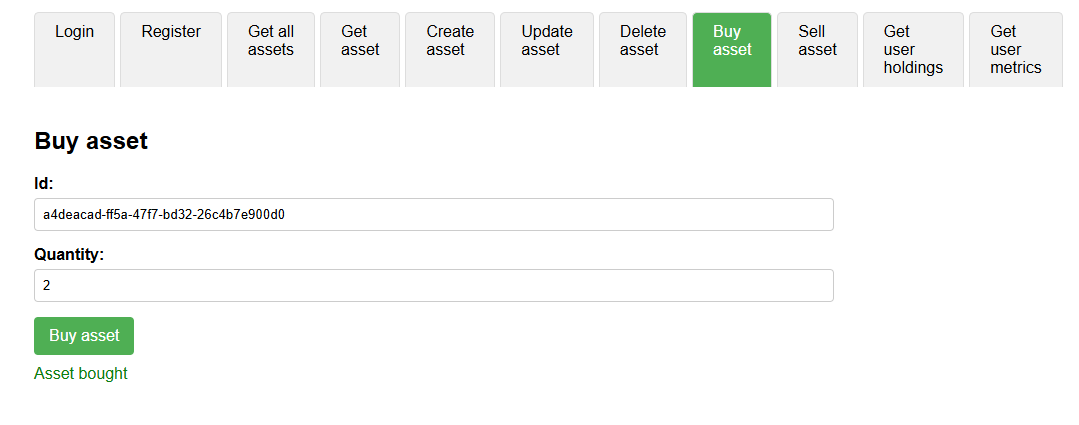 Login
Register
Get all
assets
Get
asset
Create
asset
Update
asset
Delete
asset
Buy
asset
Sell
asset
Get
user
holdings
Get
user
metrics
Buy asset
Id:
a4deacad-ff5a-47f7-bd32-26c4b7e900d0
Quantity:
2
Buy asset
Asset bought